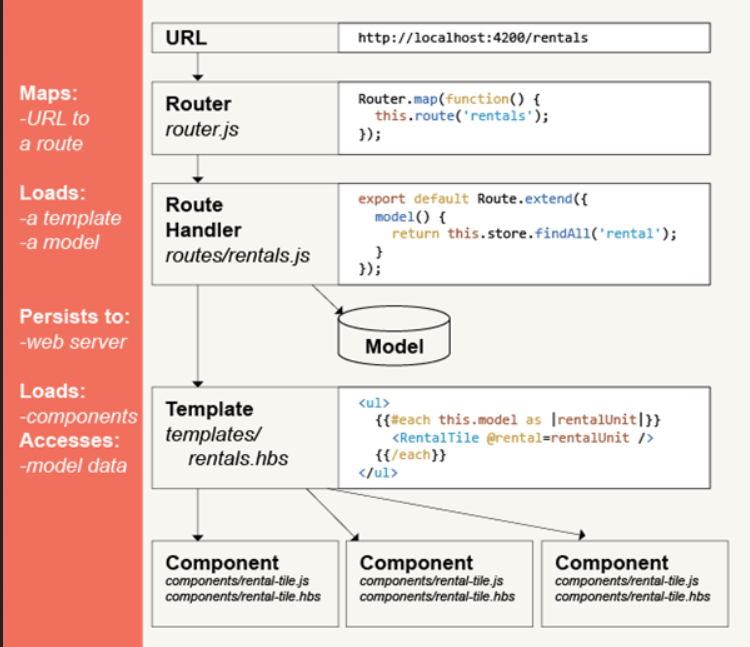 URL
http://localhost:4200/rentals
Maps:
-URL to
a route
Router
router.js
Router.map(function() {
this.route('rentals');
});
Loads:
-a template
-a model
Route
Handler
routes/rentals.js
export default Route.extend({
model() {
return this.store.findAll('rental');
}
});
Persists to:
-web server
Model
Loads:
-components
Accesses:
-model data
Template
templates/
rentals.hbs
<ul>
{{#each this.model as |rentalUnit|}}
<RentalTile @rental=rentalUnit />
{{/each}}
</ul>
Component
components/rental-tile.js
components/rental-tile.hbs
Component
components/rental-tile.js
components/rental-tile.hbs
Component
components/rental-tile.js
components/rental-tile.hbs